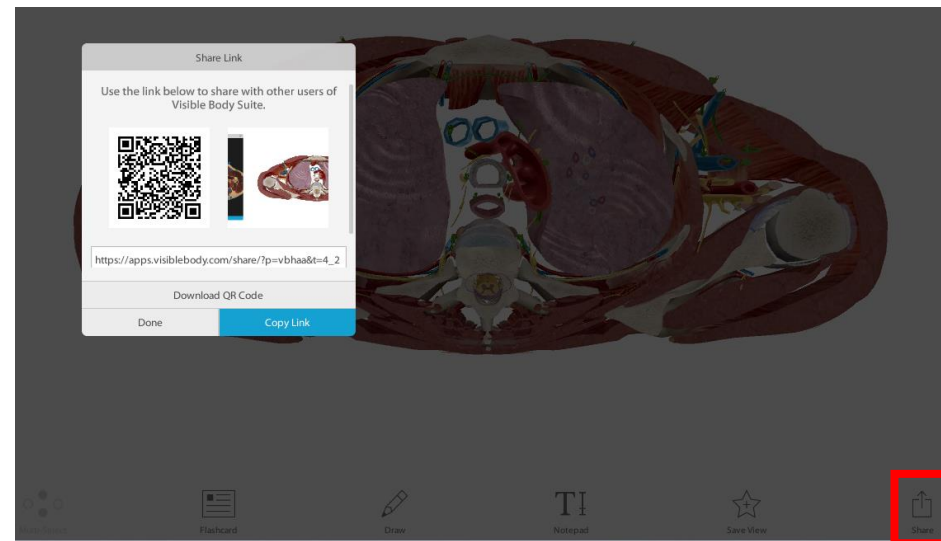 Share Link
Use the link below to share with other users of
Visible Body Suite.
https://apps.visiblebody.com/share/?p=vbhaa&t=4_2
Download QR Code
Done
Copy Link
Flashcard
Draw
Notepad
Save View
Share